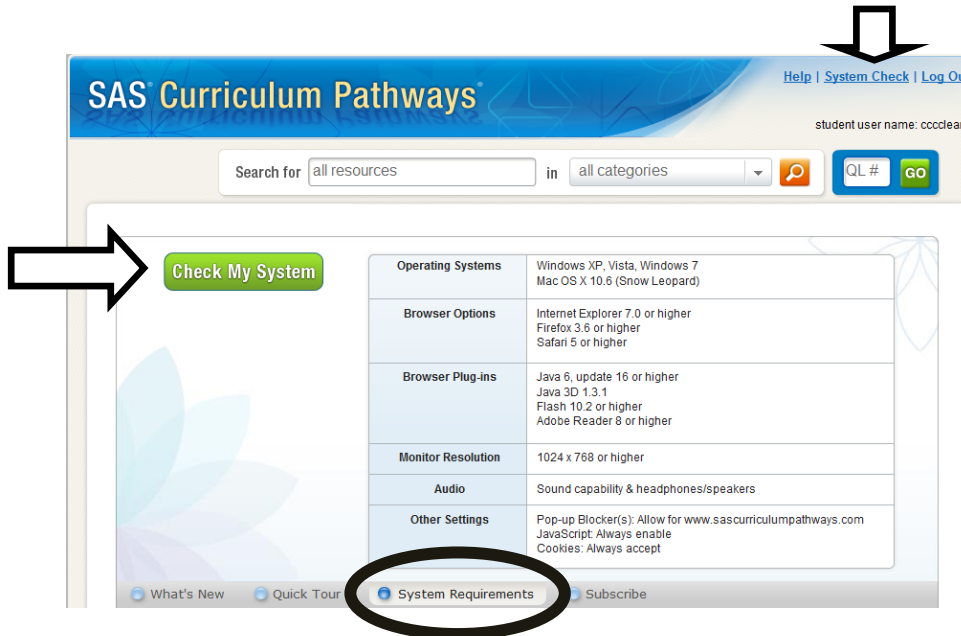 Help | System Check | Log Ou
SAS® Curriculum Pathways®
student user name: cccclear
Search for all resources in all categories QL # GO
Check My System
Operating Systems Windows XP, Vista, Windows 7
Mac OS X 10.6 (Snow Leopard)
Browser Options Internet Explorer 7.0 or higher
Firefox 3.6 or higher
Safari 5 or higher
Browser Plug-ins Java 6, update 16 or higher
Java 3D 1.3.1
Flash 10.2 or higher
Adobe Reader 8 or higher
Monitor Resolution 1024 x 768 or higher
Audio Sound capability & headphones/speakers
Other Settings Pop-up Blocker(s): Allow for www.sascurriculumpathways.com
JavaScript: Always enable
Cookies: Always accept
What's New Quick Tour System Requirements Subscribe